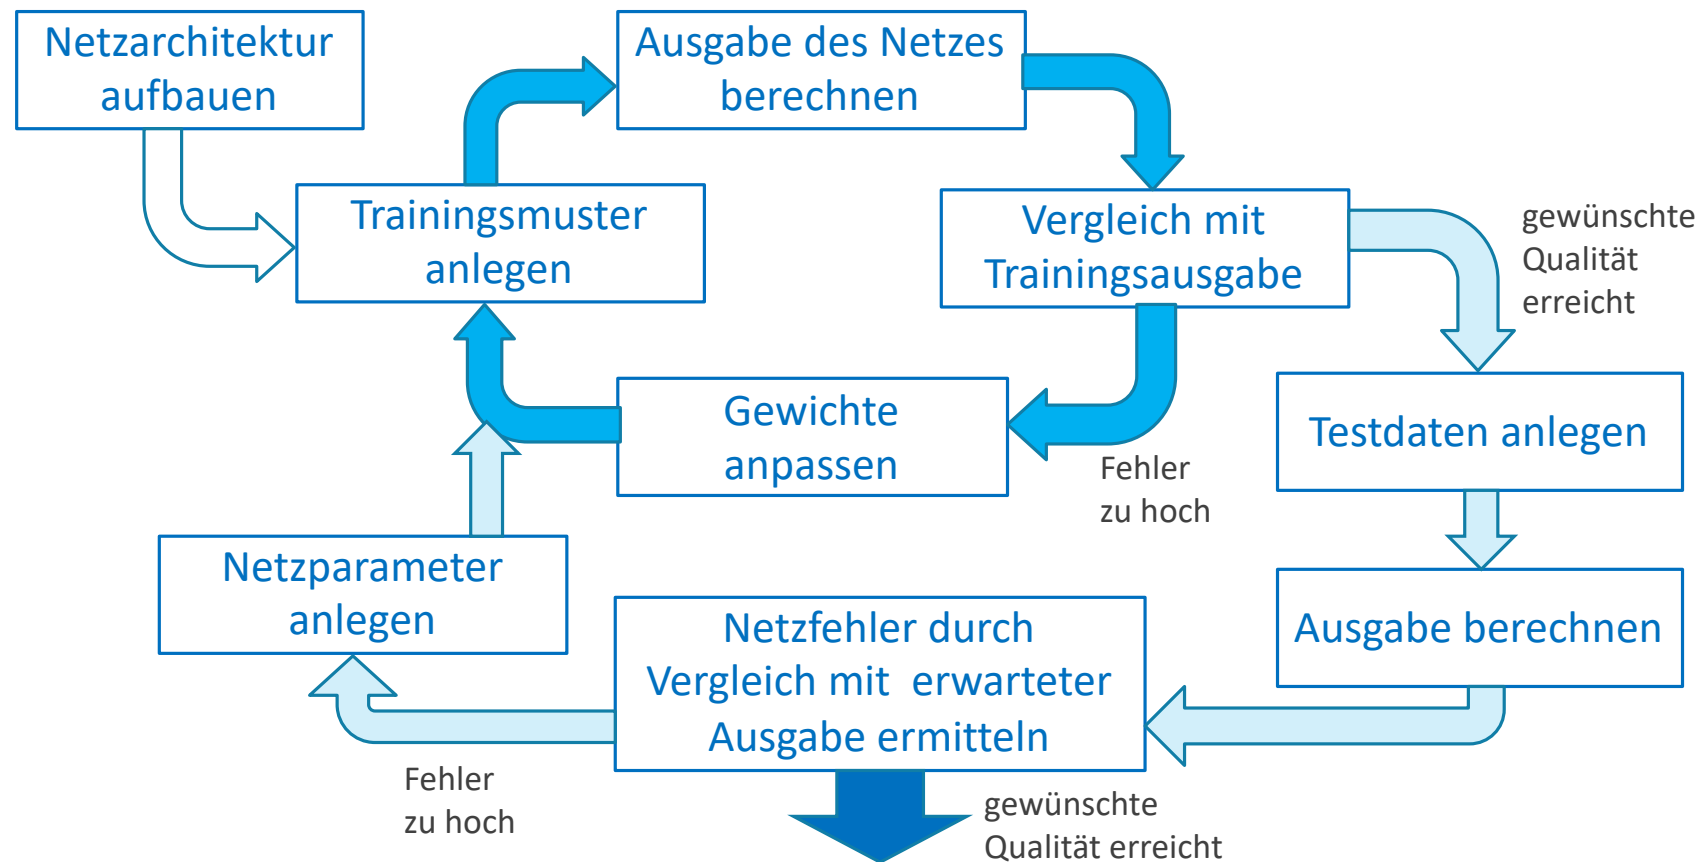 Netzarchitektur
aufbauen
Ausgabe des Netzes
berechnen
Trainingsmuster
anlegen
Vergleich mit
Trainingsausgabe
gewünschte
Qualität
erreicht
Gewichte
anpassen
Fehler
zu hoch
Testdaten anlegen
Netzparameter
anlegen
Ausgabe berechnen
Netzfehler durch
Vergleich mit erwarteter
Ausgabe ermitteln
Fehler
zu hoch
gewünschte
Qualität erreicht